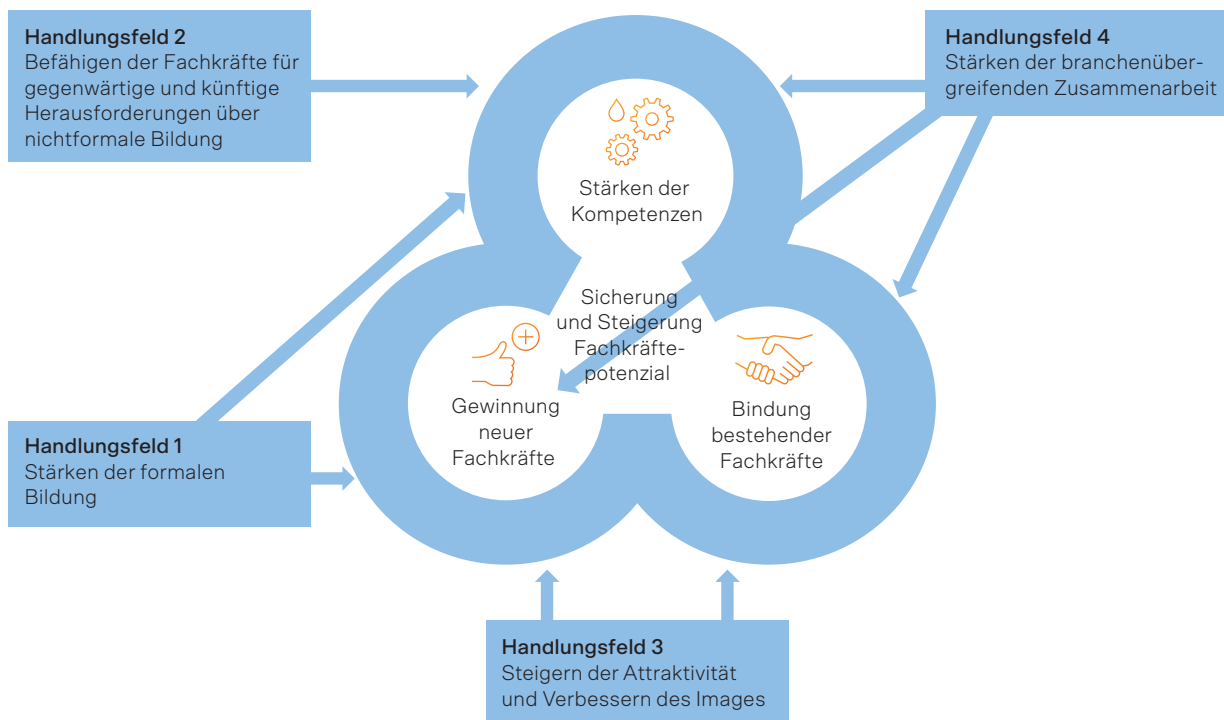 Handlungsfeld 2
Befähigen der Fachkräfte für
gegenwärtige und künftige
Herausforderungen über
nichtformale Bildung
Handlungsfeld 4
Stärken der branchenüber-
greifenden Zusammenarbeit
Stärken der
Kompetenzen
Sicherung
und Steigerung
Fachkräfte-
potenzial
Gewinnung
neuer
Fachkräfte
Bindung
bestehender
Fachkräfte
Handlungsfeld 1
Stärken der formalen
Bildung
Handlungsfeld 3
Steigern der Attraktivität
und Verbessern des Images